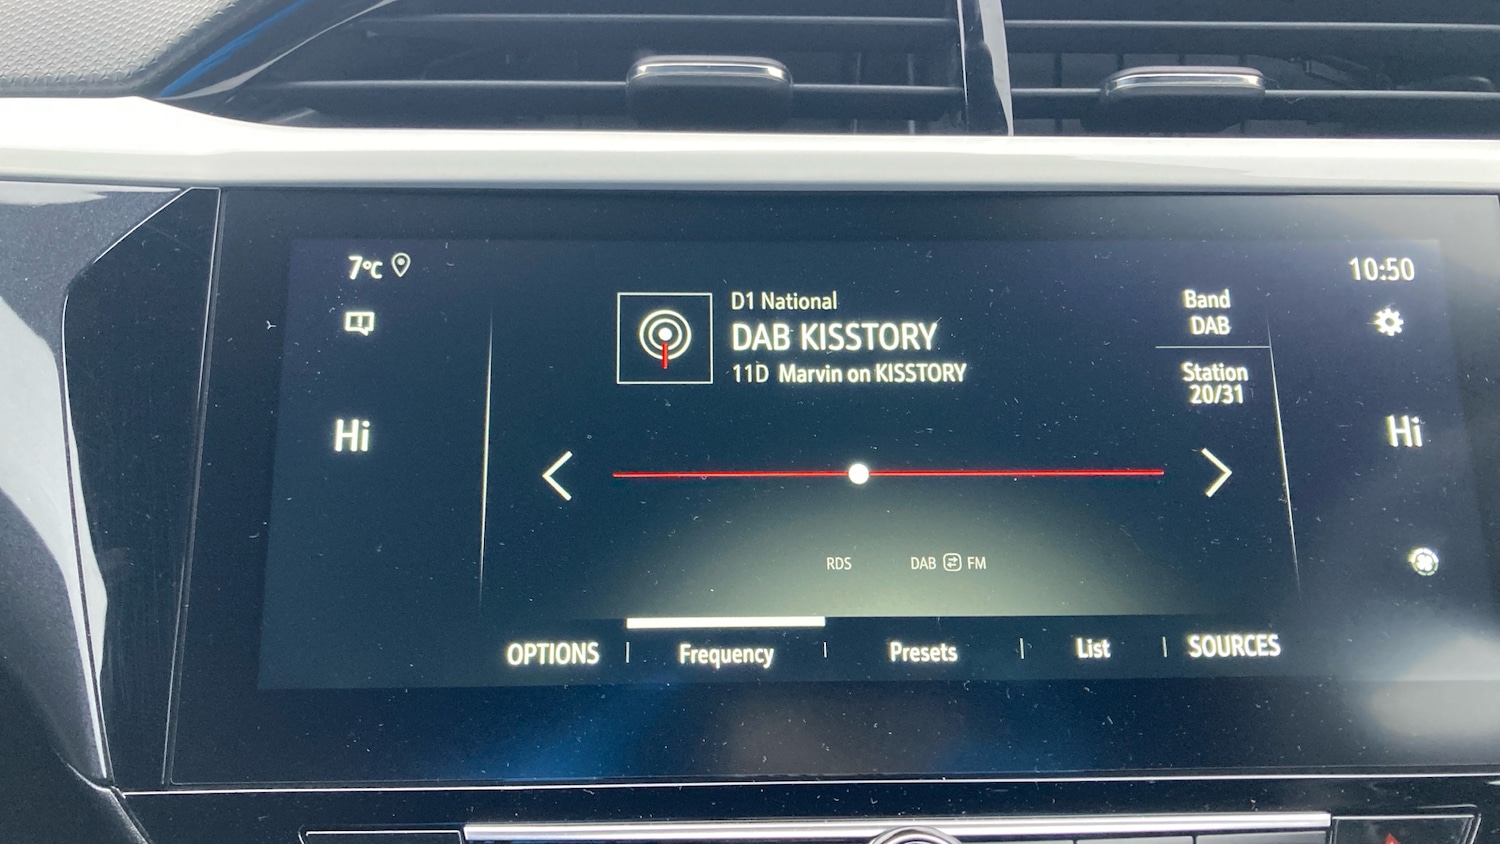 7°C
10:50
D1 National
DAB KISSTORY
11D Marvin on KISSTORY
Band
DAB
Station
20/31
Hi
Hi
RDS
DAB FM
OPTIONS | Frequency | Presets | List | SOURCES